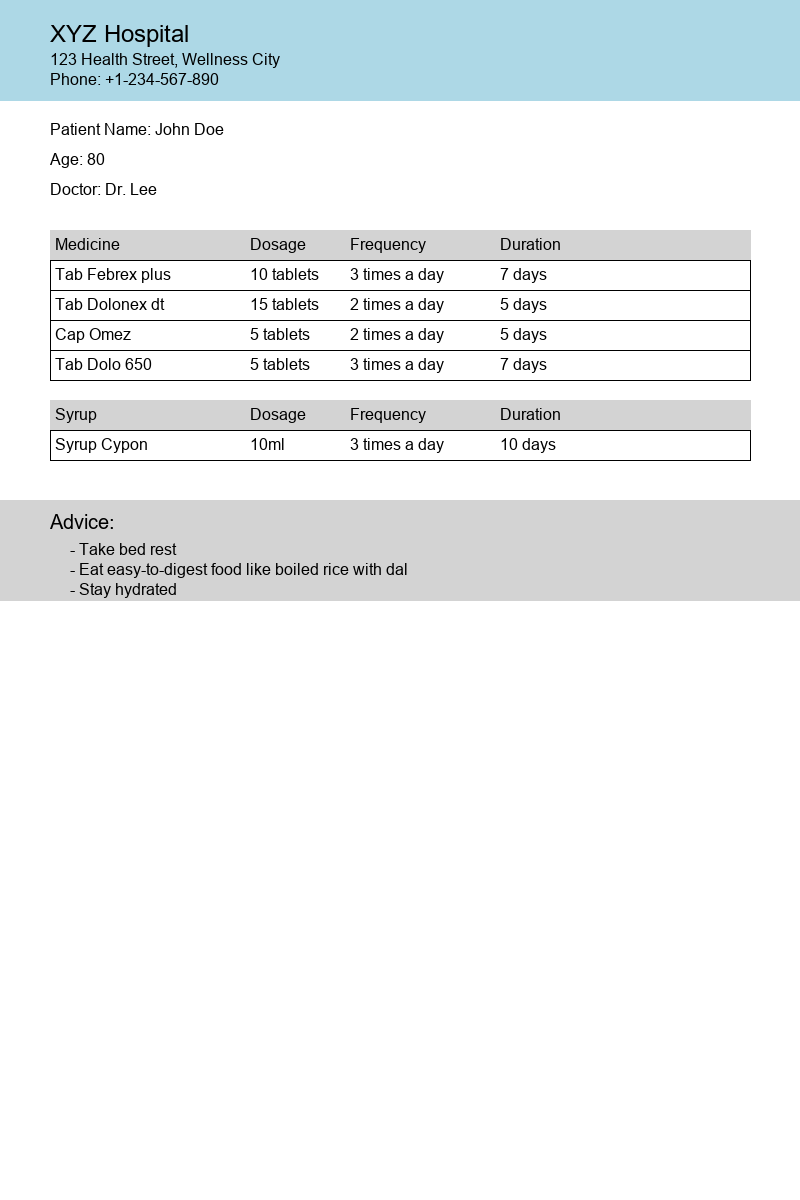 XYZ Hospital
123 Health Street, Wellness City
Phone: +1-234-567-890
Patient Name: John Doe
Age: 80
Doctor: Dr. Lee
Medicine Dosage Frequency Duration
Tab Febrex plus 10 tablets 3 times a day 7 days
Tab Dolonex dt 15 tablets 2 times a day 5 days
Cap Omez 5 tablets 2 times a day 5 days
Tab Dolo 650 5 tablets 3 times a day 7 days
Syrup Dosage Frequency Duration
Syrup Cypon 10ml 3 times a day 10 days
Advice:
- Take bed rest
- Eat easy-to-digest food like boiled rice with dal
- Stay hydrated